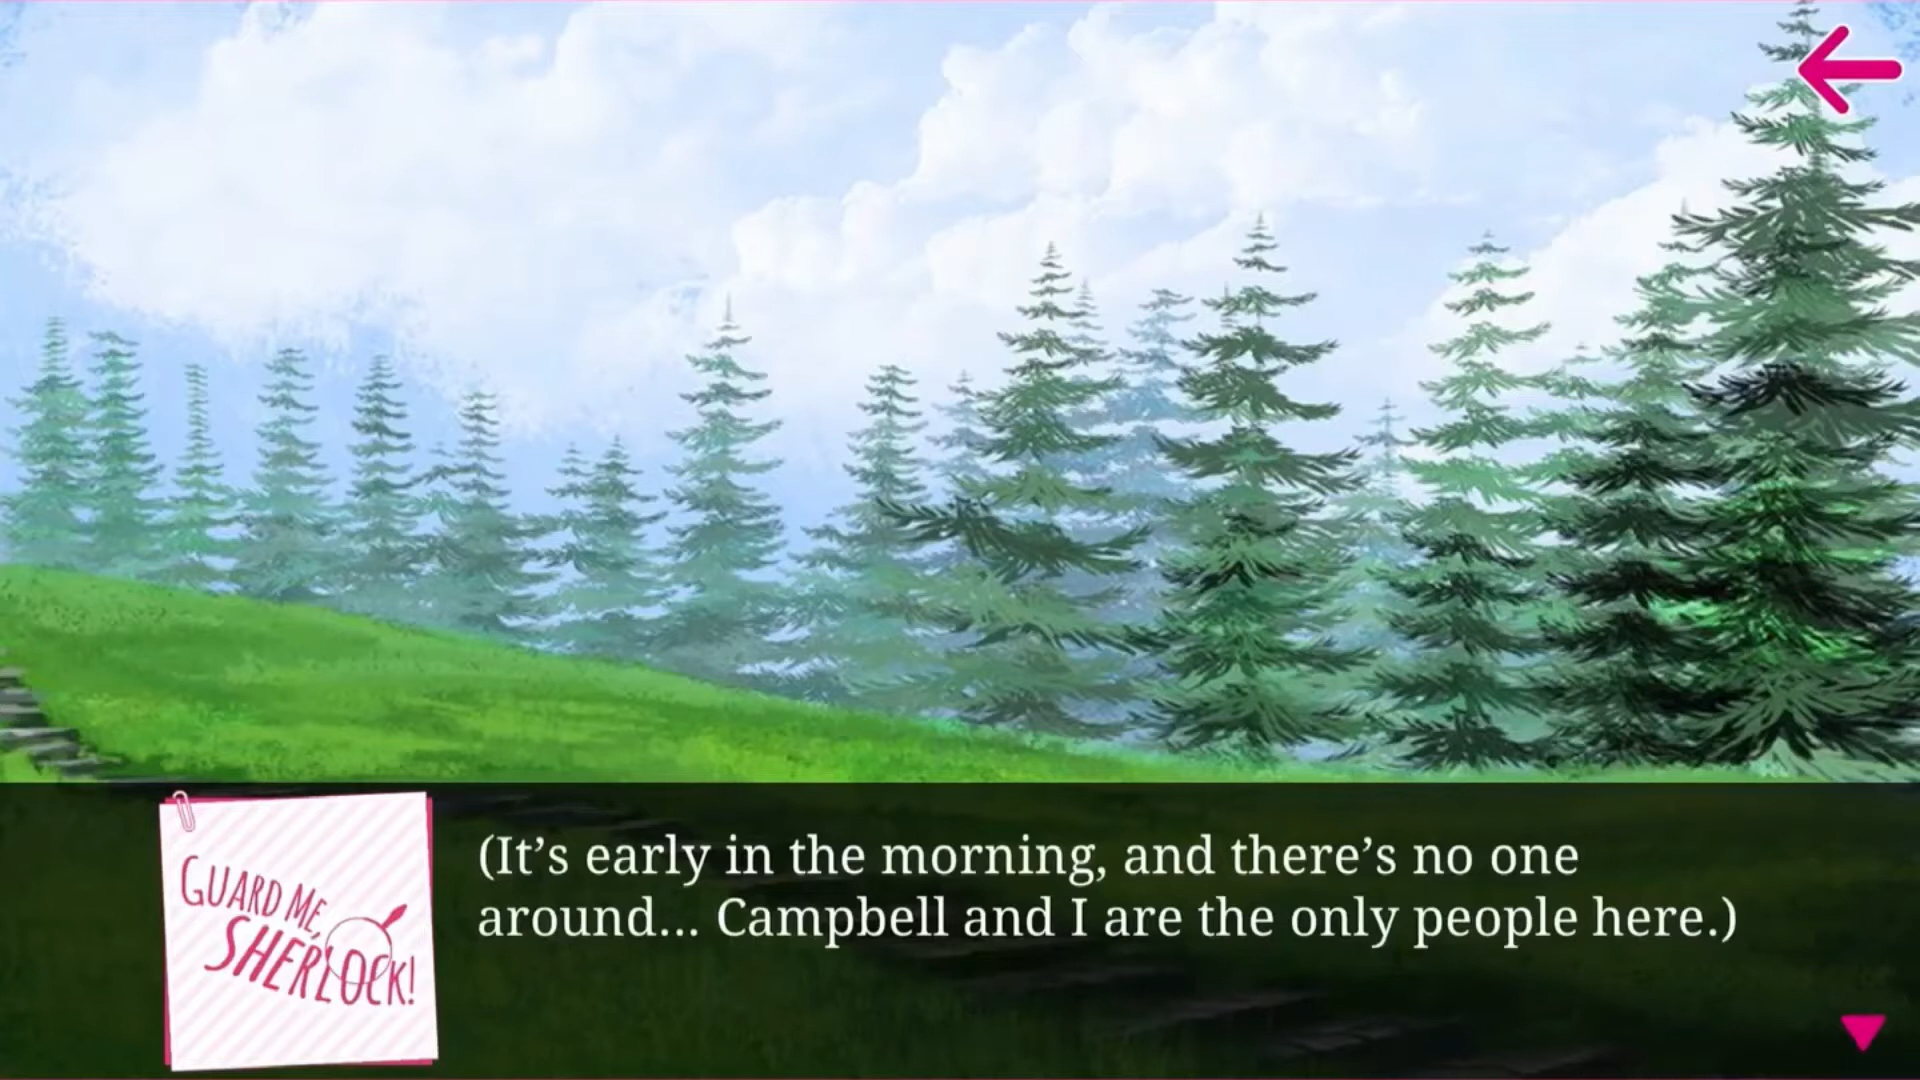 (It’s early in the morning, and there’s no one
around... Campbell and I are the only people here.)
GUARD ME,
SHERLOCK!